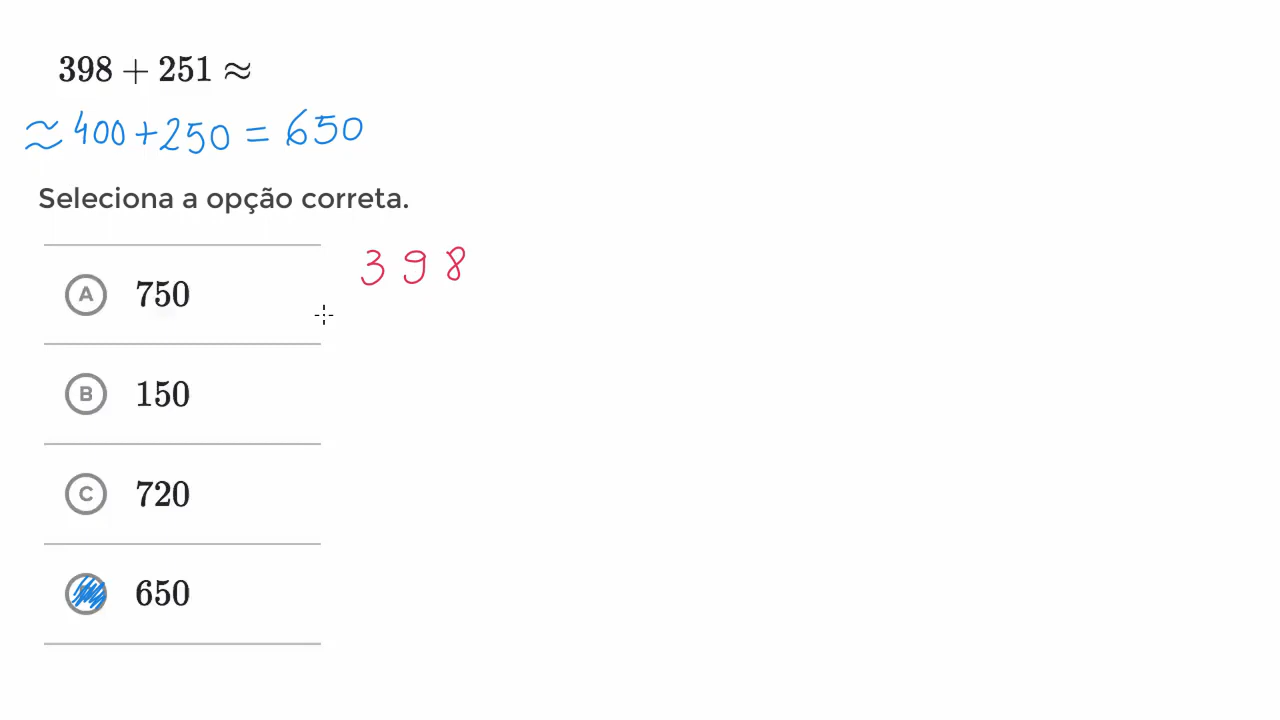 398 + 251 ≈
≈ 400 + 250 = 650
Seleciona a opção correta.
398
A 750
B 150
C 720
650